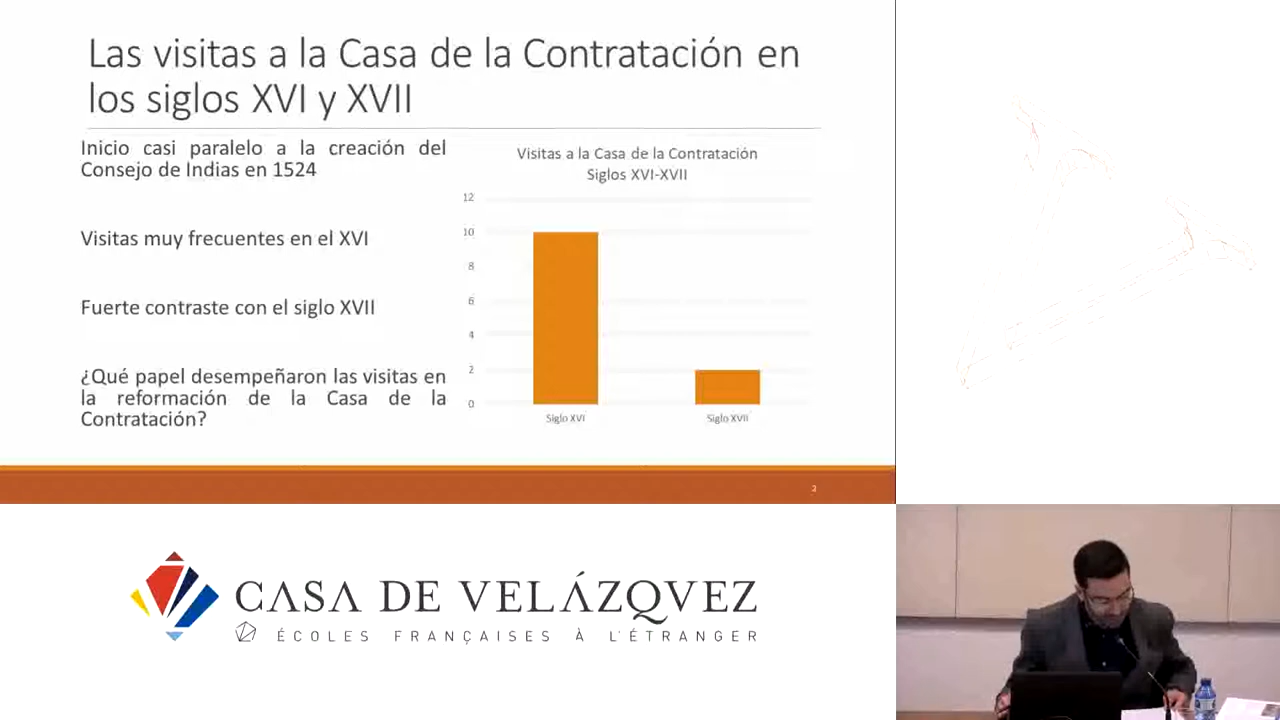 Las visitas a la Casa de la Contratación en
los siglos XVI y XVII
Inicio casi paralelo a la creación del
Consejo de Indias en 1524
Visitas muy frecuentes en el XVI
Fuerte contraste con el siglo XVII
¿Qué papel desempeñaron las visitas en
la reformación de la Casa de la
Contratación?
Visitas a la Casa de la Contratación
Siglos XVI-XVII
12
10
8
6
4
2
0
Siglo XVI
Siglo XVII
2
CASA DE VELÁZQVEZ
ÉCOLES FRANÇAISES À L'ÉTRANGER